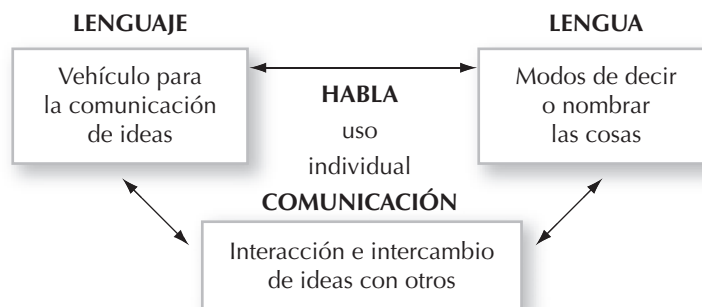 LENGUAJE
LENGUA
Vehículo para
la comunicación
de ideas
HABLA
uso
individual
Modos de decir
o nombrar
las cosas
COMUNICACIÓN
Interacción e intercambio
de ideas con otros